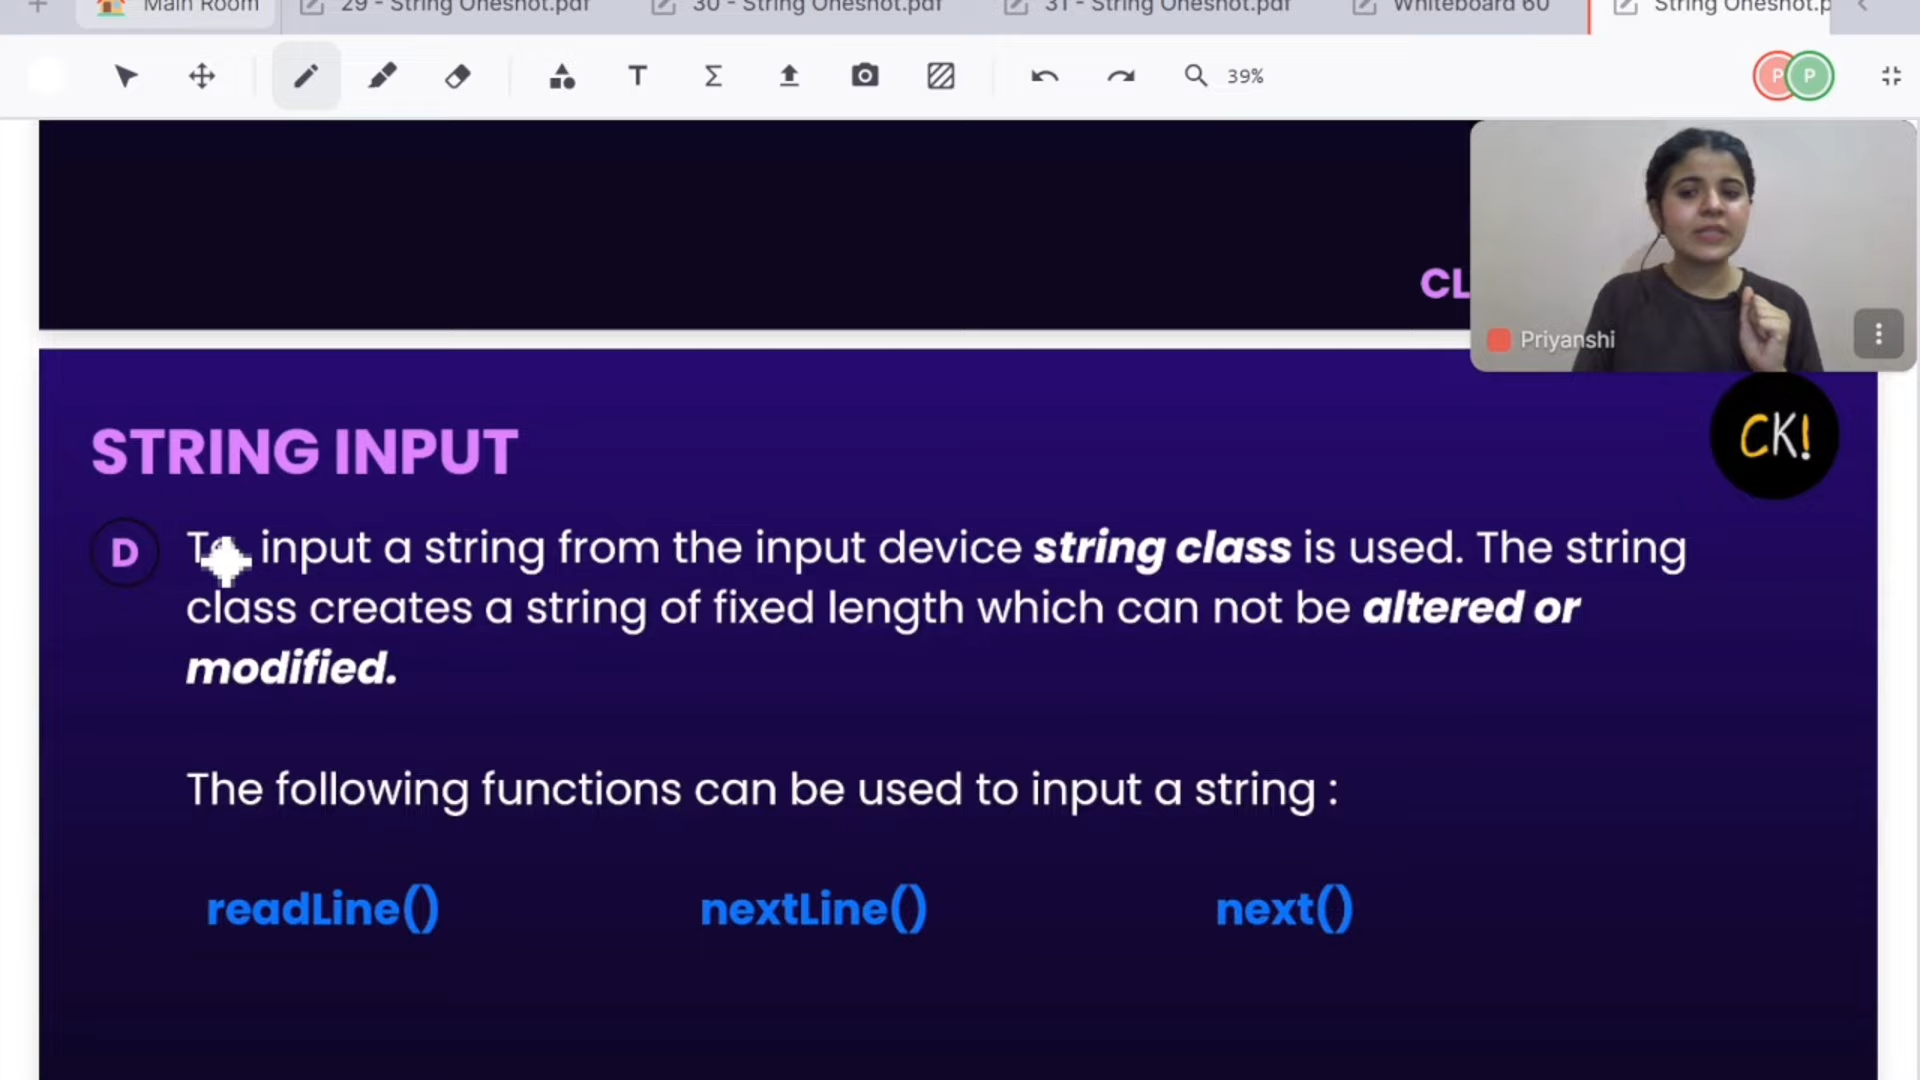 Main Room
29 - String Oneshot.pdf
30 - String Oneshot.pdf
31 - String Oneshot.pdf
Whiteboard 60
String Oneshot.p
T
Σ
39%
P
P
CL
Priyanshi
CK!
STRING INPUT
D
To input a string from the input device string class is used. The string
class creates a string of fixed length which can not be altered or
modified.
The following functions can be used to input a string :
readLine() nextLine() next()